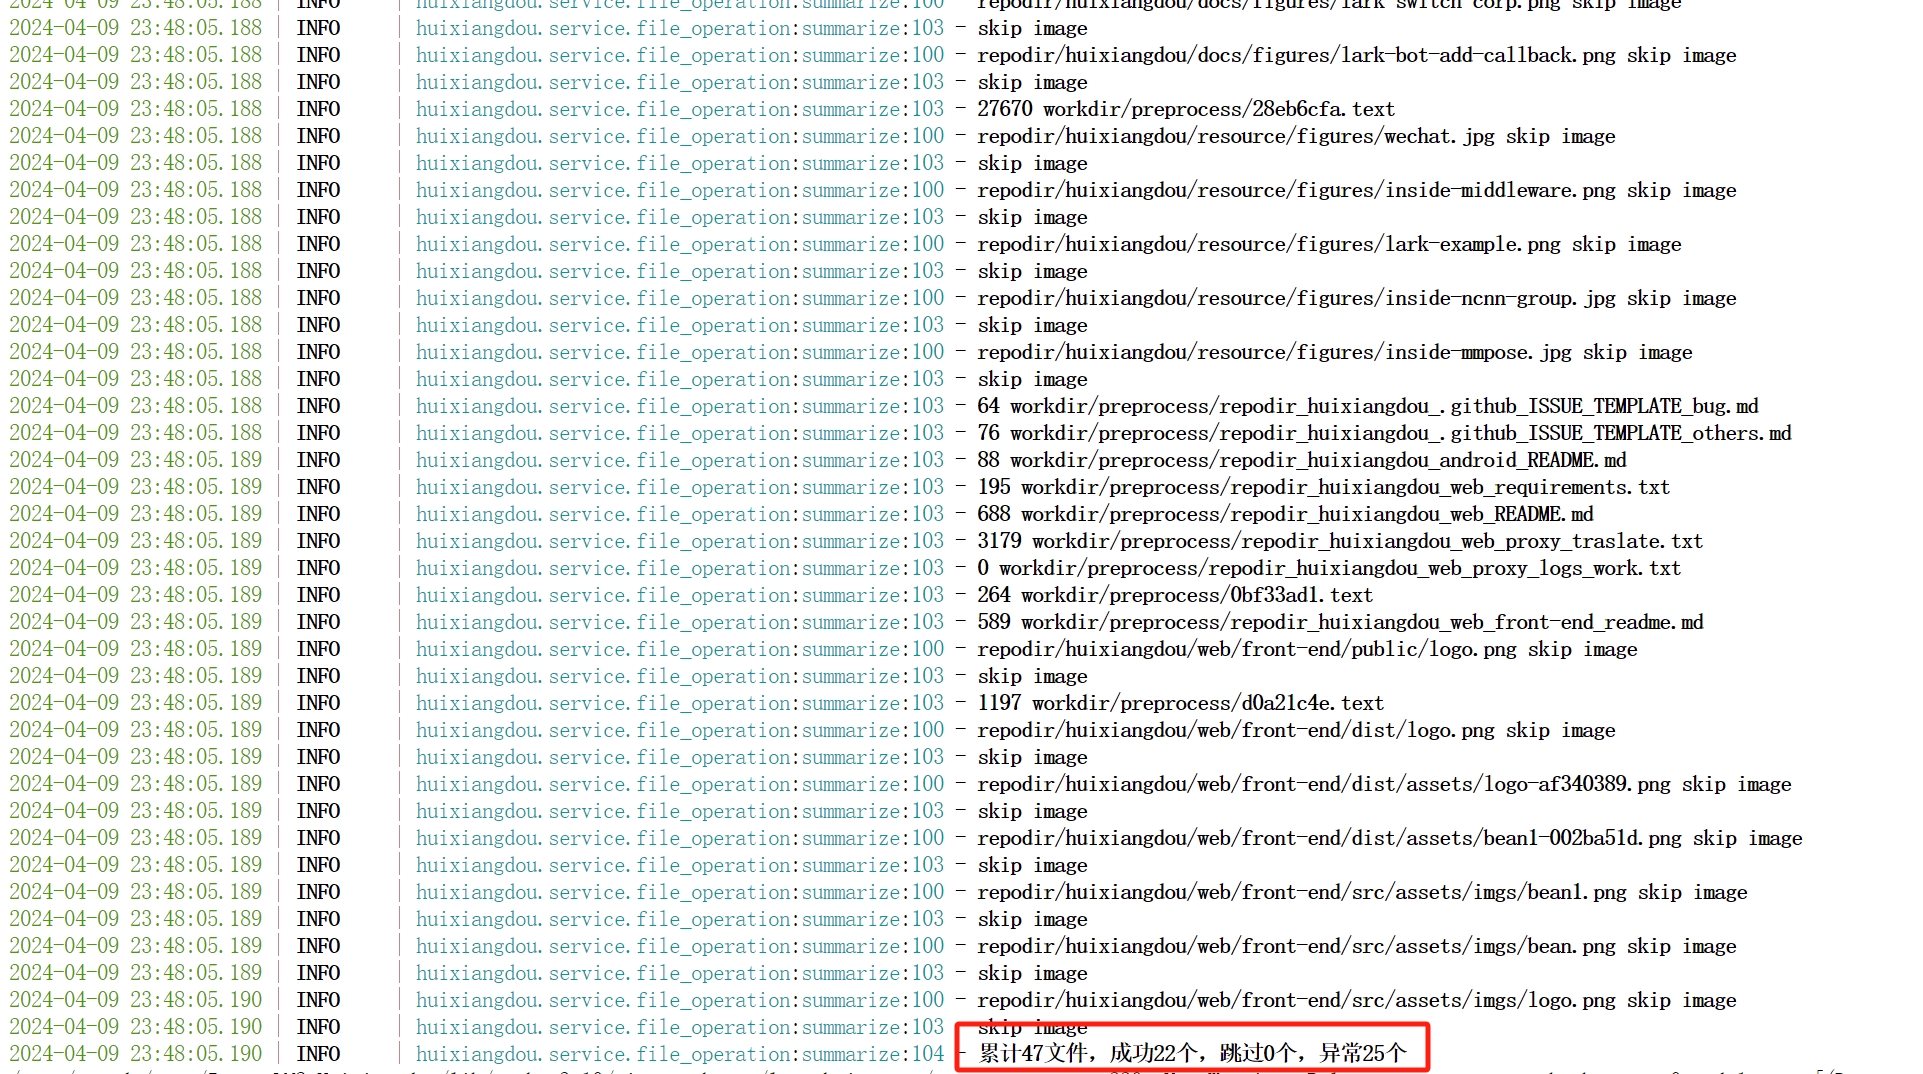 2024-04-09 23:48:05.188 | INFO | huixiangdou.service.file_operation:summarize:100 - repodir/huixiangdou/docs/figures/lark switch corp.png skip image
2024-04-09 23:48:05.188 | INFO | huixiangdou.service.file_operation:summarize:103 - skip image
2024-04-09 23:48:05.188 | INFO | huixiangdou.service.file_operation:summarize:100 - repodir/huixiangdou/docs/figures/lark-bot-add-callback.png skip image
2024-04-09 23:48:05.188 | INFO | huixiangdou.service.file_operation:summarize:103 - skip image
2024-04-09 23:48:05.188 | INFO | huixiangdou.service.file_operation:summarize:103 - 27670 workdir/preprocess/28eb6cfa.text
2024-04-09 23:48:05.188 | INFO | huixiangdou.service.file_operation:summarize:100 - repodir/huixiangdou/resource/figures/wechat.jpg skip image
2024-04-09 23:48:05.188 | INFO | huixiangdou.service.file_operation:summarize:103 - skip image
2024-04-09 23:48:05.188 | INFO | huixiangdou.service.file_operation:summarize:100 - repodir/huixiangdou/resource/figures/inside-middleware.png skip image
2024-04-09 23:48:05.188 | INFO | huixiangdou.service.file_operation:summarize:103 - skip image
2024-04-09 23:48:05.188 | INFO | huixiangdou.service.file_operation:summarize:100 - repodir/huixiangdou/resource/figures/lark-example.png skip image
2024-04-09 23:48:05.188 | INFO | huixiangdou.service.file_operation:summarize:103 - skip image
2024-04-09 23:48:05.188 | INFO | huixiangdou.service.file_operation:summarize:100 - repodir/huixiangdou/resource/figures/inside-ncnn-group.jpg skip image
2024-04-09 23:48:05.188 | INFO | huixiangdou.service.file_operation:summarize:103 - skip image
2024-04-09 23:48:05.188 | INFO | huixiangdou.service.file_operation:summarize:100 - repodir/huixiangdou/resource/figures/inside-mmpose.jpg skip image
2024-04-09 23:48:05.188 | INFO | huixiangdou.service.file_operation:summarize:103 - skip image
2024-04-09 23:48:05.188 | INFO | huixiangdou.service.file_operation:summarize:103 - 64 workdir/preprocess/repodir_huixiangdou_.github_ISSUE_TEMPLATE_bug.md
2024-04-09 23:48:05.188 | INFO | huixiangdou.service.file_operation:summarize:103 - 76 workdir/preprocess/repodir_huixiangdou_.github_ISSUE_TEMPLATE_others.md
2024-04-09 23:48:05.189 | INFO | huixiangdou.service.file_operation:summarize:103 - 88 workdir/preprocess/repodir_huixiangdou_android_README.md
2024-04-09 23:48:05.189 | INFO | huixiangdou.service.file_operation:summarize:103 - 195 workdir/preprocess/repodir_huixiangdou_web_requirements.txt
2024-04-09 23:48:05.189 | INFO | huixiangdou.service.file_operation:summarize:103 - 688 workdir/preprocess/repodir_huixiangdou_web_README.md
2024-04-09 23:48:05.189 | INFO | huixiangdou.service.file_operation:summarize:103 - 3179 workdir/preprocess/repodir_huixiangdou_web_proxy_traslate.txt
2024-04-09 23:48:05.189 | INFO | huixiangdou.service.file_operation:summarize:103 - 0 workdir/preprocess/repodir_huixiangdou_web_proxy_logs_work.txt
2024-04-09 23:48:05.189 | INFO | huixiangdou.service.file_operation:summarize:103 - 264 workdir/preprocess/0bf33ad1.text
2024-04-09 23:48:05.189 | INFO | huixiangdou.service.file_operation:summarize:103 - 589 workdir/preprocess/repodir_huixiangdou_web_front-end_readme.md
2024-04-09 23:48:05.189 | INFO | huixiangdou.service.file_operation:summarize:100 - repodir/huixiangdou/web/front-end/public/logo.png skip image
2024-04-09 23:48:05.189 | INFO | huixiangdou.service.file_operation:summarize:103 - skip image
2024-04-09 23:48:05.189 | INFO | huixiangdou.service.file_operation:summarize:103 - 1197 workdir/preprocess/d0a21c4e.text
2024-04-09 23:48:05.189 | INFO | huixiangdou.service.file_operation:summarize:100 - repodir/huixiangdou/web/front-end/dist/logo.png skip image
2024-04-09 23:48:05.189 | INFO | huixiangdou.service.file_operation:summarize:103 - skip image
2024-04-09 23:48:05.189 | INFO | huixiangdou.service.file_operation:summarize:100 - repodir/huixiangdou/web/front-end/dist/assets/logo-af340389.png skip image
2024-04-09 23:48:05.189 | INFO | huixiangdou.service.file_operation:summarize:103 - skip image
2024-04-09 23:48:05.189 | INFO | huixiangdou.service.file_operation:summarize:100 - repodir/huixiangdou/web/front-end/dist/assets/bean1-002ba51d.png skip image
2024-04-09 23:48:05.189 | INFO | huixiangdou.service.file_operation:summarize:103 - skip image
2024-04-09 23:48:05.189 | INFO | huixiangdou.service.file_operation:summarize:100 - repodir/huixiangdou/web/front-end/src/assets/imgs/bean1.png skip image
2024-04-09 23:48:05.189 | INFO | huixiangdou.service.file_operation:summarize:103 - skip image
2024-04-09 23:48:05.189 | INFO | huixiangdou.service.file_operation:summarize:100 - repodir/huixiangdou/web/front-end/src/assets/imgs/bean.png skip image
2024-04-09 23:48:05.189 | INFO | huixiangdou.service.file_operation:summarize:103 - skip image
2024-04-09 23:48:05.190 | INFO | huixiangdou.service.file_operation:summarize:100 - repodir/huixiangdou/web/front-end/src/assets/imgs/logo.png skip image
2024-04-09 23:48:05.190 | INFO | huixiangdou.service.file_operation:summarize:103 - skip image
2024-04-09 23:48:05.190 | INFO | huixiangdou.service.file_operation:summarize:104 - 累计47文件，成功22个，跳过0个，异常25个